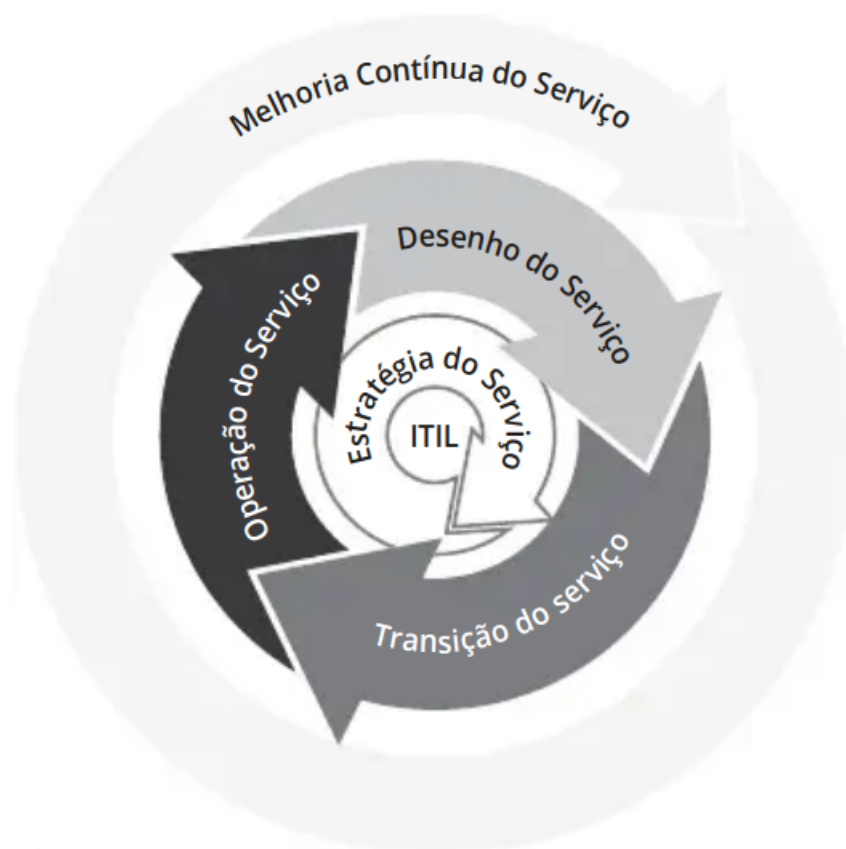 Melhoria Contínua do Serviço
Desenho do Serviço
Operação do Serviço
Estratégia do Serviço
ITIL
Transição do serviço